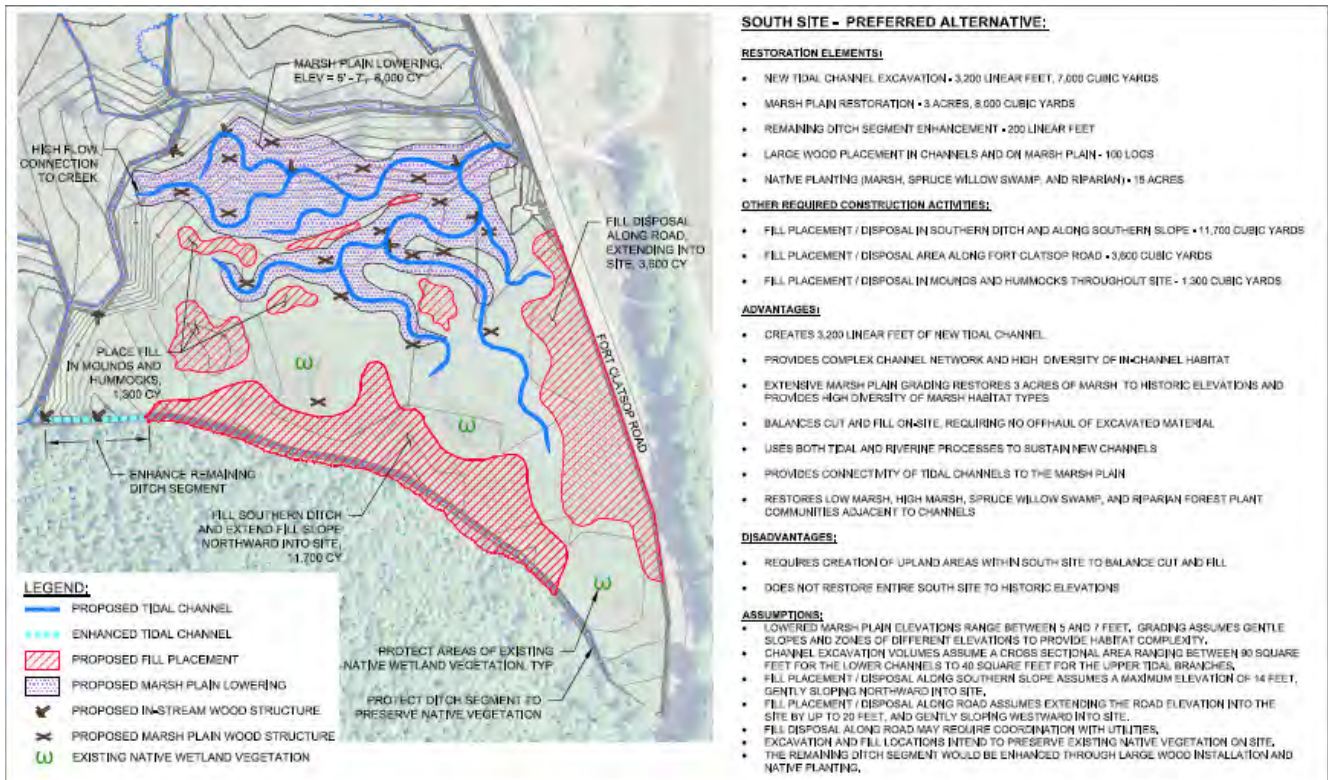 MARSH PLAIN LOWERING,
ELEV = 5' - 7', 8,000 CY
HIGH FLOW
CONNECTION
TO CREEK
FILL DISPOSAL
ALONG ROAD,
EXTENDING INTO
SITE, 3,600 CY
FORT CLATSOP ROAD
PLACE FILL
IN MOUNDS AND
HUMMOCKS,
1,300 CY
ENHANCE REMAINING
DITCH SEGMENT
FILL SOUTHERN DITCH
AND EXTEND FILL SLOPE
NORTHWARD INTO SITE,
11,700 CY
PROTECT AREAS OF EXISTING
NATIVE WETLAND VEGETATION, TYP
PROTECT DITCH SEGMENT TO
PRESERVE NATIVE VEGETATION
LEGEND:
PROPOSED TIDAL CHANNEL
ENHANCED TIDAL CHANNEL
PROPOSED FILL PLACEMENT
PROPOSED MARSH PLAIN LOWERING
PROPOSED IN-STREAM WOOD STRUCTURE
PROPOSED MARSH PLAIN WOOD STRUCTURE
EXISTING NATIVE WETLAND VEGETATION
SOUTH SITE - PREFERRED ALTERNATIVE:
RESTORATION ELEMENTS:
• NEW TIDAL CHANNEL EXCAVATION - 3,200 LINEAR FEET, 7,000 CUBIC YARDS
• MARSH PLAIN RESTORATION - 3 ACRES, 8,000 CUBIC YARDS
• REMAINING DITCH SEGMENT ENHANCEMENT - 200 LINEAR FEET
• LARGE WOOD PLACEMENT IN CHANNELS AND ON MARSH PLAIN - 100 LOGS
• NATIVE PLANTING (MARSH, SPRUCE WILLOW SWAMP, AND RIPARIAN) - 15 ACRES
OTHER REQUIRED CONSTRUCTION ACTIVITIES:
• FILL PLACEMENT / DISPOSAL IN SOUTHERN DITCH AND ALONG SOUTHERN SLOPE - 11,700 CUBIC YARDS
• FILL PLACEMENT / DISPOSAL AREA ALONG FORT CLATSOP ROAD - 3,600 CUBIC YARDS
• FILL PLACEMENT / DISPOSAL IN MOUNDS AND HUMMOCKS THROUGHOUT SITE - 1,300 CUBIC YARDS
ADVANTAGES:
• CREATES 3,200 LINEAR FEET OF NEW TIDAL CHANNEL
• PROVIDES COMPLEX CHANNEL NETWORK AND HIGH DIVERSITY OF IN-CHANNEL HABITAT
• EXTENSIVE MARSH PLAIN GRADING RESTORES 3 ACRES OF MARSH TO HISTORIC ELEVATIONS AND
PROVIDES HIGH DIVERSITY OF MARSH HABITAT TYPES
• BALANCES CUT AND FILL ON-SITE, REQUIRING NO OFFHAUL OF EXCAVATED MATERIAL
• USES BOTH TIDAL AND RIVERINE PROCESSES TO SUSTAIN NEW CHANNELS
• PROVIDES CONNECTIVITY OF TIDAL CHANNELS TO THE MARSH PLAIN
• RESTORES LOW MARSH, HIGH MARSH, SPRUCE WILLOW SWAMP, AND RIPARIAN FOREST PLANT
COMMUNITIES ADJACENT TO CHANNELS
DISADVANTAGES:
• REQUIRES CREATION OF UPLAND AREAS WITHIN SOUTH SITE TO BALANCE CUT AND FILL
• DOES NOT RESTORE ENTIRE SOUTH SITE TO HISTORIC ELEVATIONS
ASSUMPTIONS:
• LOWERED MARSH PLAIN ELEVATIONS RANGE BETWEEN 5 AND 7 FEET. GRADING ASSUMES GENTLE
SLOPES AND ZONES OF DIFFERENT ELEVATIONS TO PROVIDE HABITAT COMPLEXITY.
• CHANNEL EXCAVATION VOLUMES ASSUME A CROSS SECTIONAL AREA RANGING BETWEEN 90 SQUARE
FEET FOR THE LOWER CHANNELS TO 40 SQUARE FEET FOR THE UPPER TIDAL BRANCHES.
• FILL PLACEMENT / DISPOSAL ALONG SOUTHERN SLOPE ASSUMES A MAXIMUM ELEVATION OF 14 FEET,
GENTLY SLOPING NORTHWARD INTO SITE.
• FILL PLACEMENT / DISPOSAL ALONG ROAD ASSUMES EXTENDING THE ROAD ELEVATION INTO THE
SITE BY UP TO 20 FEET, AND GENTLY SLOPING WESTWARD INTO SITE.
• FILL DISPOSAL ALONG ROAD MAY REQUIRE COORDINATION WITH UTILITIES.
• EXCAVATION AND FILL LOCATIONS INTEND TO PRESERVE EXISTING NATIVE VEGETATION ON SITE.
• THE REMAINING DITCH SEGMENT WOULD BE ENHANCED THROUGH LARGE WOOD INSTALLATION AND
NATIVE PLANTING.